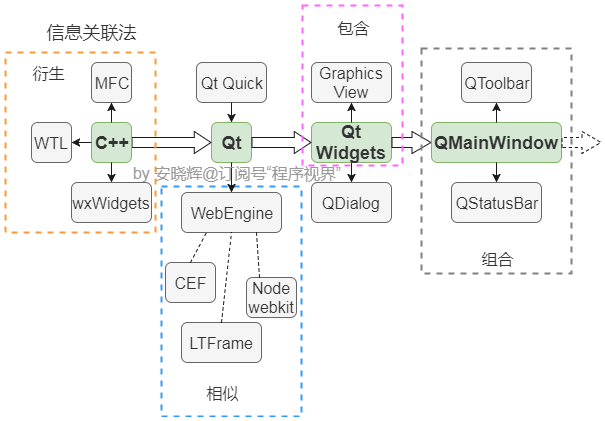 信息关联法
包含
衍生
MFC
Qt Quick
Graphics
View
QToolbar
WTL
C++
Qt
Qt
Widgets
QMainWindow
by 安晓辉@订阅号“程序视界”
wxWidgets
WebEngine
QDialog
QStatusBar
组合
CEF
Node
webkit
LTFrame
相似